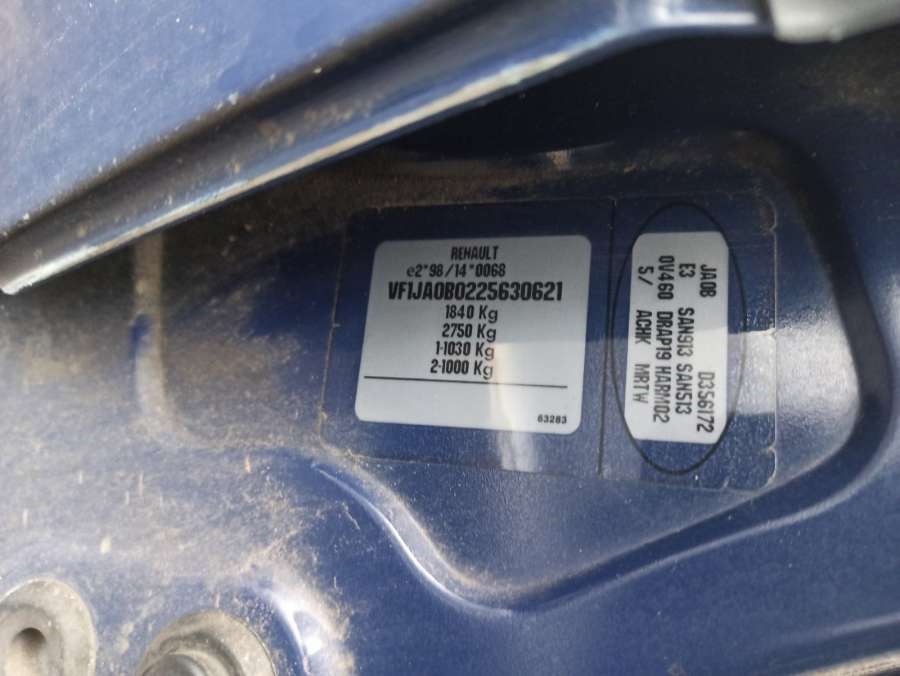 RENAULT
e2*98/14*0068
VF1JA0B0225630621
1840 Kg
2750 Kg
1-1030 Kg
2-1000 Kg
63283
JA0B D356172
E3 SAN913 SAN513
0V460 DRAP19 HARM02
5/ ACHK MRTW